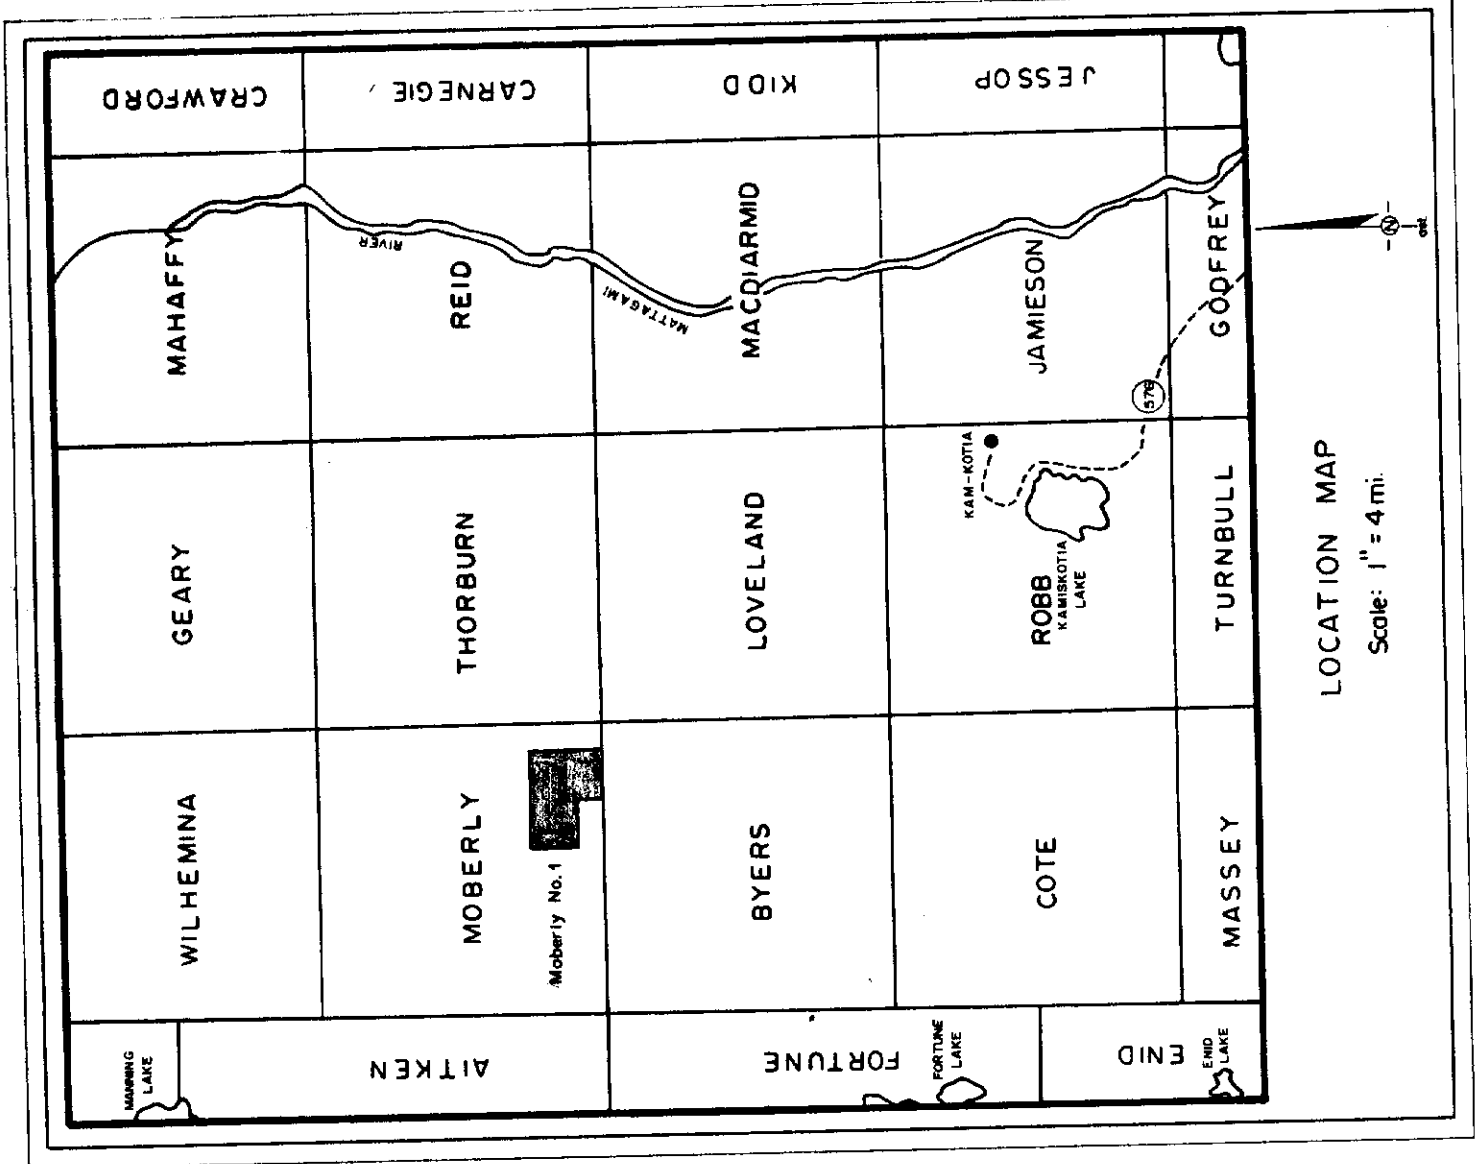 CRAWFORD
CARNEGIE
KIDD
JESSOP
MAHAFFY
REID
MACDIARMID
JAMIESON
GODFREY
RIVER
MATTAGAMI
576
GEARY
THORBURN
LOVELAND
ROBB
TURNBULL
KAM-KOTIA
KAMISKOTIA
LAKE
WILHEMINA
MOBERLY
Moberly No.1
BYERS
COTE
MASSEY
MANNING
LAKE
AITKEN
FORTUNE
FORTUNE
LAKE
ENID
ENID
LAKE
N
LOCATION MAP
Scale: 1" = 4 mi.